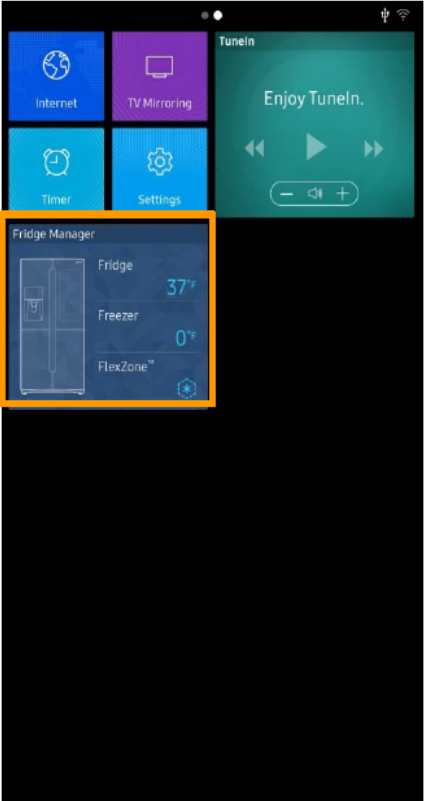 TuneIn
Internet
TV Mirroring
Enjoy TuneIn.
Timer
Settings
Fridge Manager
Fridge
37°F
Freezer
0°F
FlexZone™